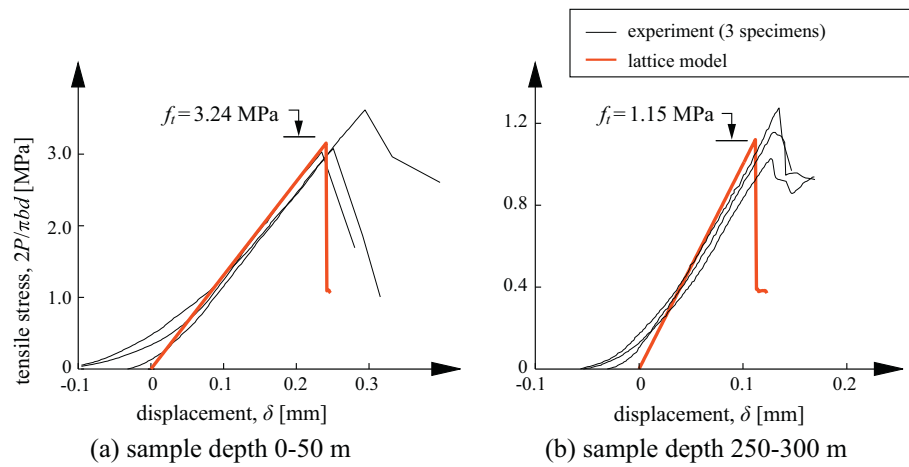 experiment (3 specimens)
lattice model
tensile stress, 2P/πbd [MPa]
fₜ = 3.24 MPa
3.0
2.0
1.0
0
-0.1
0
0.1
0.2
0.3
displacement, δ [mm]
(a) sample depth 0-50 m
fₜ = 1.15 MPa
1.2
0.8
0.4
0
-0.1
0
0.1
0.2
displacement, δ [mm]
(b) sample depth 250-300 m